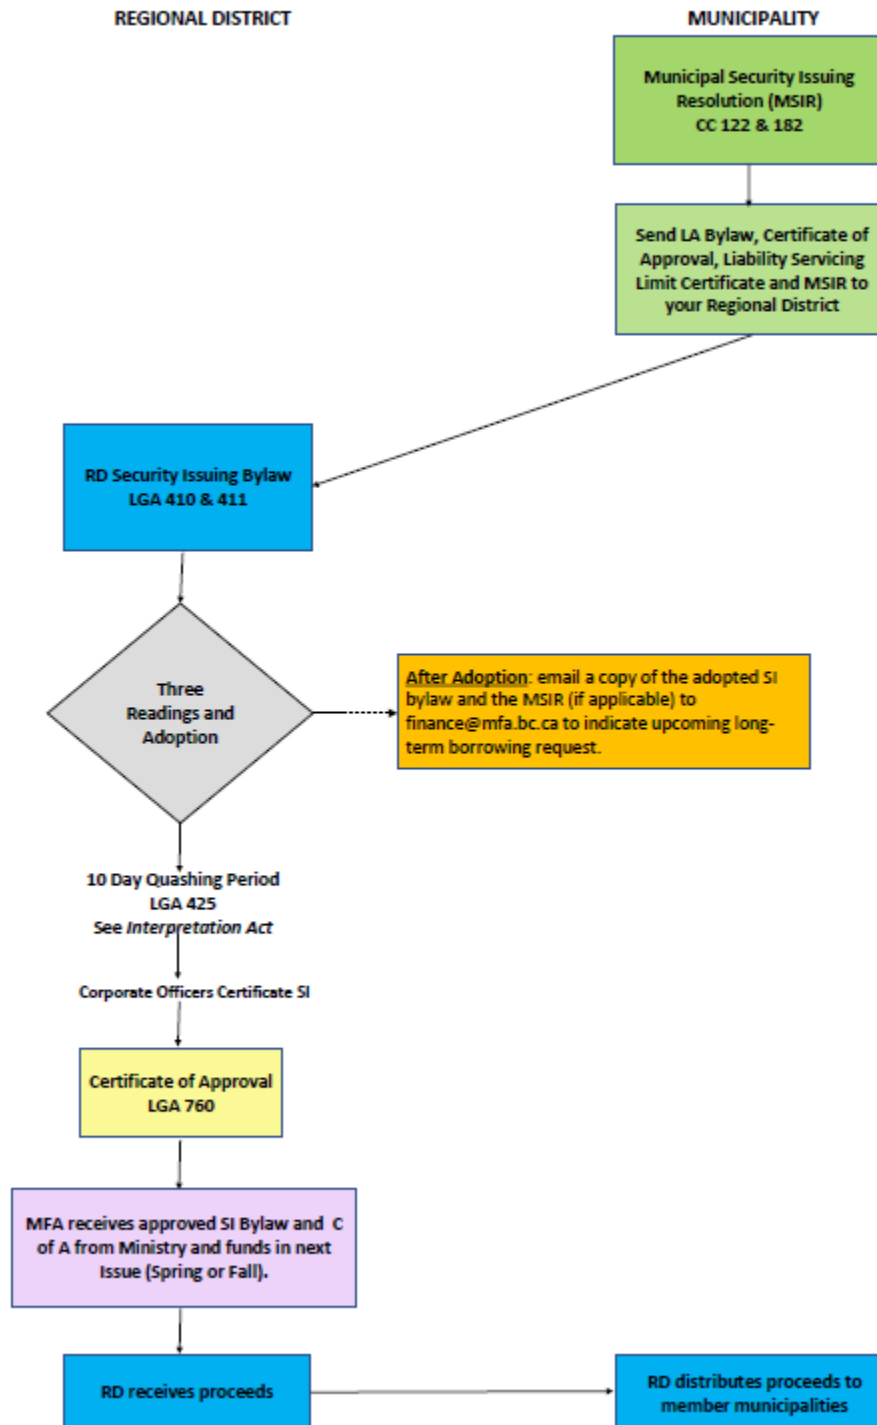 REGIONAL DISTRICT
MUNICIPALITY
Municipal Security Issuing
Resolution (MSIR)
CC 122 & 182
Send LA Bylaw, Certificate of
Approval, Liability Servicing
Limit Certificate and MSIR to
your Regional District
RD Security Issuing Bylaw
LGA 410 & 411
Three
Readings and
Adoption
After Adoption: email a copy of the adopted SI
bylaw and the MSIR (if applicable) to
finance@mfa.bc.ca to indicate upcoming long-
term borrowing request.
10 Day Quashing Period
LGA 425
See Interpretation Act
Corporate Officers Certificate SI
Certificate of Approval
LGA 760
MFA receives approved SI Bylaw and C
of A from Ministry and funds in next
Issue (Spring or Fall).
RD receives proceeds
RD distributes proceeds to
member municipalities